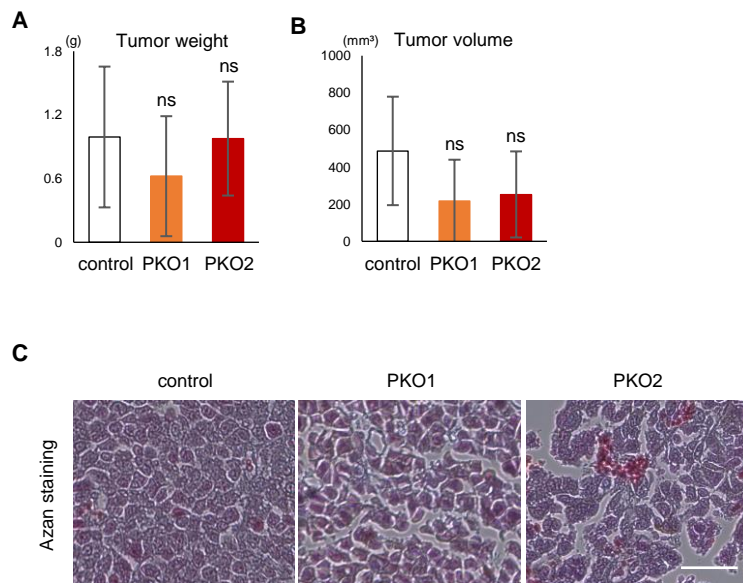 A
(g)
Tumor weight
1.8
1.2
0.6
0
ns
ns
control PKO1 PKO2
B
(mm³)
Tumor volume
1000
800
600
400
200
0
ns
ns
control PKO1 PKO2
C
control
PKO1
PKO2
Azan staining